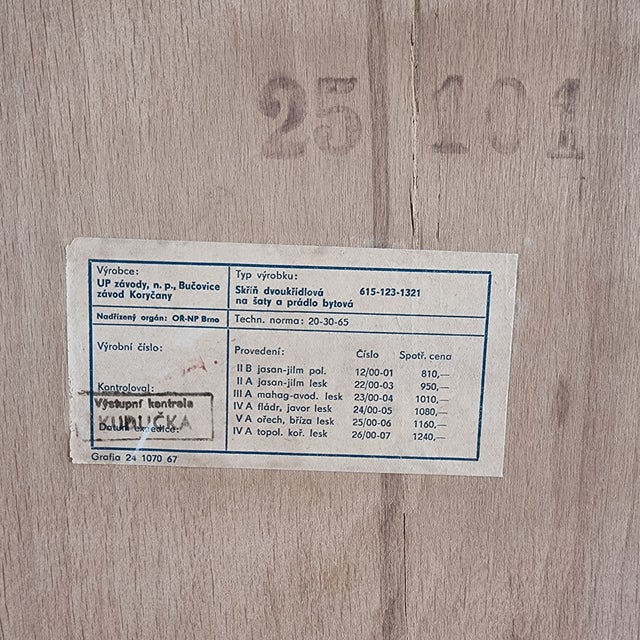 25 101
Výrobce:
UP závody, n. p., Bučovice
závod Koryčany
Typ výrobku:
Skříň dvoukřídlová 615-123-1321
na šaty a prádlo bytová
Nadřízený orgán: OŘ-NP Brno
Techn. norma: 20-30-65
Výrobní číslo:
Kontroloval:
Výstupní kontrola
KUDLIČKA
Datum expedice:
Provedení: Číslo Spotř. cena
II B jasan-jilm pol. 12/00-01 810,—
II A jasan-jilm lesk 22/00-03 950,—
III A mahag-avod. lesk 23/00-04 1010,—
IV A fládr, javor lesk 24/00-05 1080,—
V A ořech, bříza lesk 25/00-06 1160,—
IV A topol. koř. lesk 26/00-07 1240,—
Grafia 24 1070 67